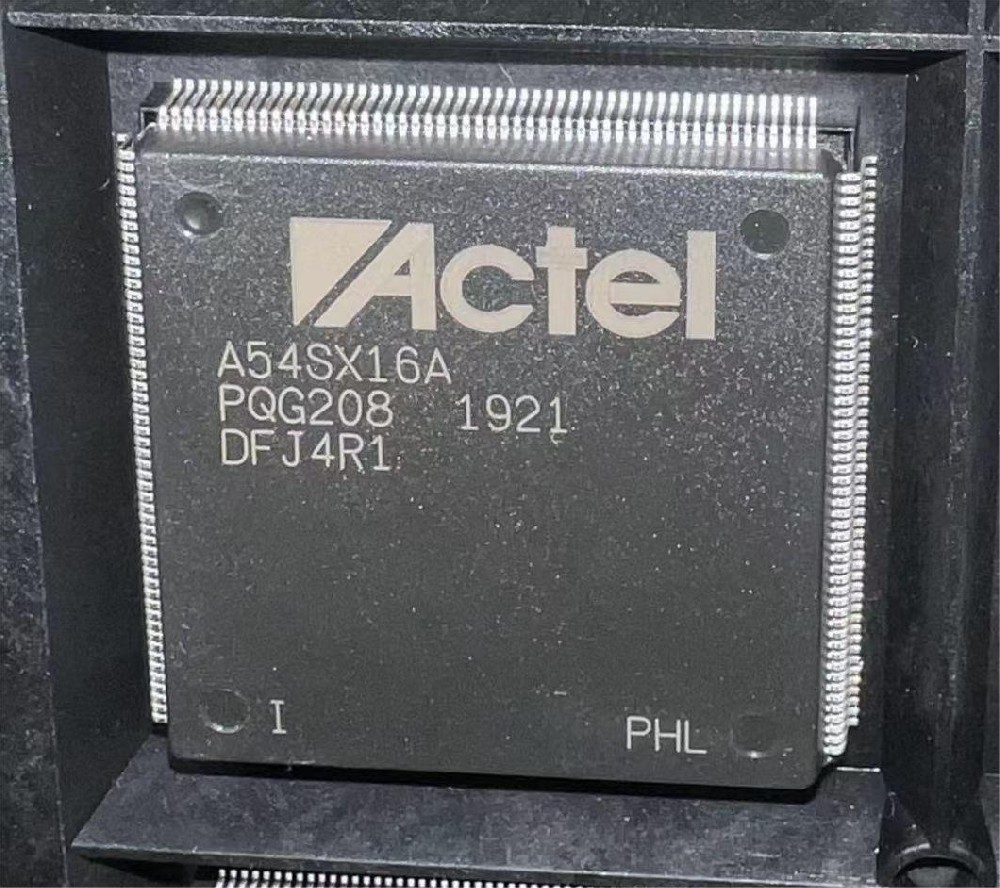 Actel
A54SX16A
PQG208 1921
DFJ4R1
I PHL